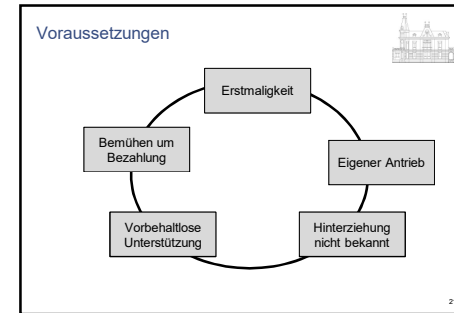 Voraussetzungen
Erstmaligkeit
Bemühen um
Bezahlung
Eigener Antrieb
Vorbehaltlose
Unterstützung
Hinterziehung
nicht bekannt